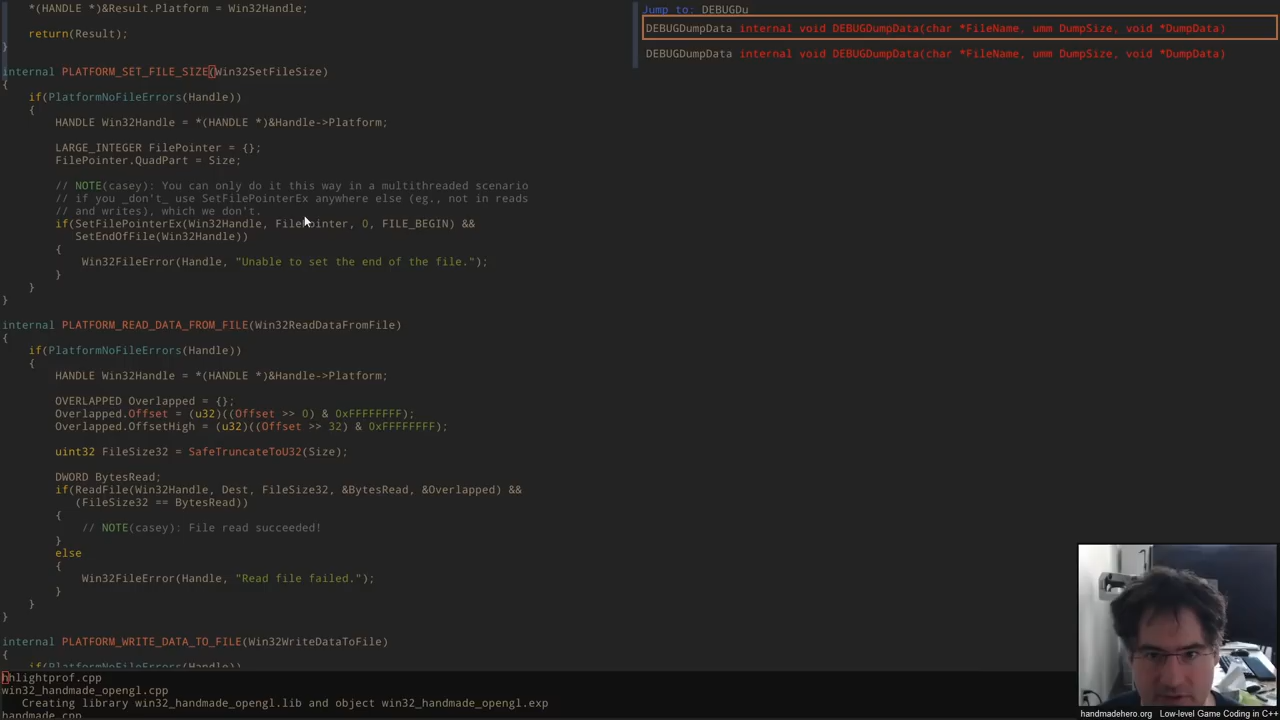 *(HANDLE *)&Result.Platform = Win32Handle;
return(Result);
}
internal PLATFORM_SET_FILE_SIZE(Win32SetFileSize)
{
if(PlatformNoFileErrors(Handle))
{
HANDLE Win32Handle = *(HANDLE *)&Handle->Platform;
LARGE_INTEGER FilePointer = {};
FilePointer.QuadPart = Size;
// NOTE(casey): You can only do it this way in a multithreaded scenario
// if you _don't_ use SetFilePointerEx anywhere else (eg., not in reads
// and writes), which we don't.
if(SetFilePointerEx(Win32Handle, FilePointer, 0, FILE_BEGIN) &&
SetEndOfFile(Win32Handle))
{
Win32FileError(Handle, "Unable to set the end of the file.");
}
}
}
internal PLATFORM_READ_DATA_FROM_FILE(Win32ReadDataFromFile)
{
if(PlatformNoFileErrors(Handle))
{
HANDLE Win32Handle = *(HANDLE *)&Handle->Platform;
OVERLAPPED Overlapped = {};
Overlapped.Offset = (u32)((Offset >> 0) & 0xFFFFFFFF);
Overlapped.OffsetHigh = (u32)((Offset >> 32) & 0xFFFFFFFF);
uint32 FileSize32 = SafeTruncateToU32(Size);
DWORD BytesRead;
if(ReadFile(Win32Handle, Dest, FileSize32, &BytesRead, &Overlapped) &&
(FileSize32 == BytesRead))
{
// NOTE(casey): File read succeeded!
}
else
{
Win32FileError(Handle, "Read file failed.");
}
}
}
internal PLATFORM_WRITE_DATA_TO_FILE(Win32WriteDataToFile)
{
if(PlatformNoFileErrors(Handle))
hhlightprof.cpp
win32_handmade_opengl.cpp
Creating library win32_handmade_opengl.lib and object win32_handmade_opengl.exp
handmade.cpp
Jump to: DEBUGDu
DEBUGDumpData internal void DEBUGDumpData(char *FileName, umm DumpSize, void *DumpData)
DEBUGDumpData internal void DEBUGDumpData(char *FileName, umm DumpSize, void *DumpData)
handmadehero.org Low-level Game Coding in C++